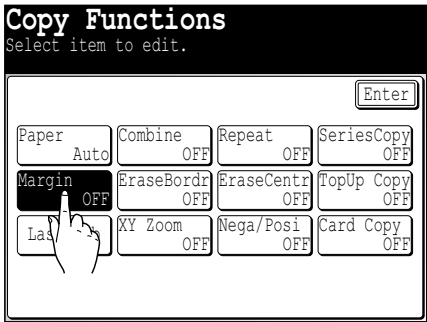 Copy Functions
Select item to edit.
Enter
Paper
Auto
Combine
OFF
Repeat
OFF
SeriesCopy
OFF
Margin
OFF
EraseBordr
OFF
EraseCentr
OFF
TopUp Copy
OFF
XY Zoom
OFF
Nega/Posi
OFF
Card Copy
OFF